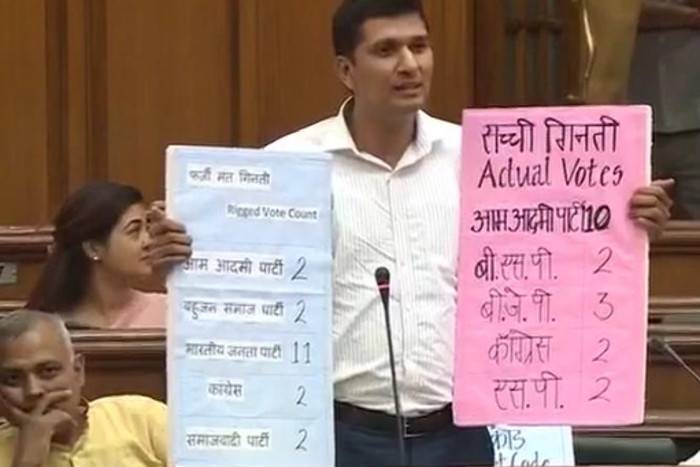 फर्ज़ी मत गिनती
Rigged Vote Count
आम आदमी पार्टी 2
बहुजन समाज पार्टी 2
भारतीय जनता पार्टी 11
कांग्रेस 2
समाजवादी पार्टी 2
सच्ची गिनती
Actual Votes
आम आदमी पार्टी 10
बी.एस.पी. 2
बी.जे.पी. 3
कॉंग्रेस 2
एस.पी. 2
कोड
Code